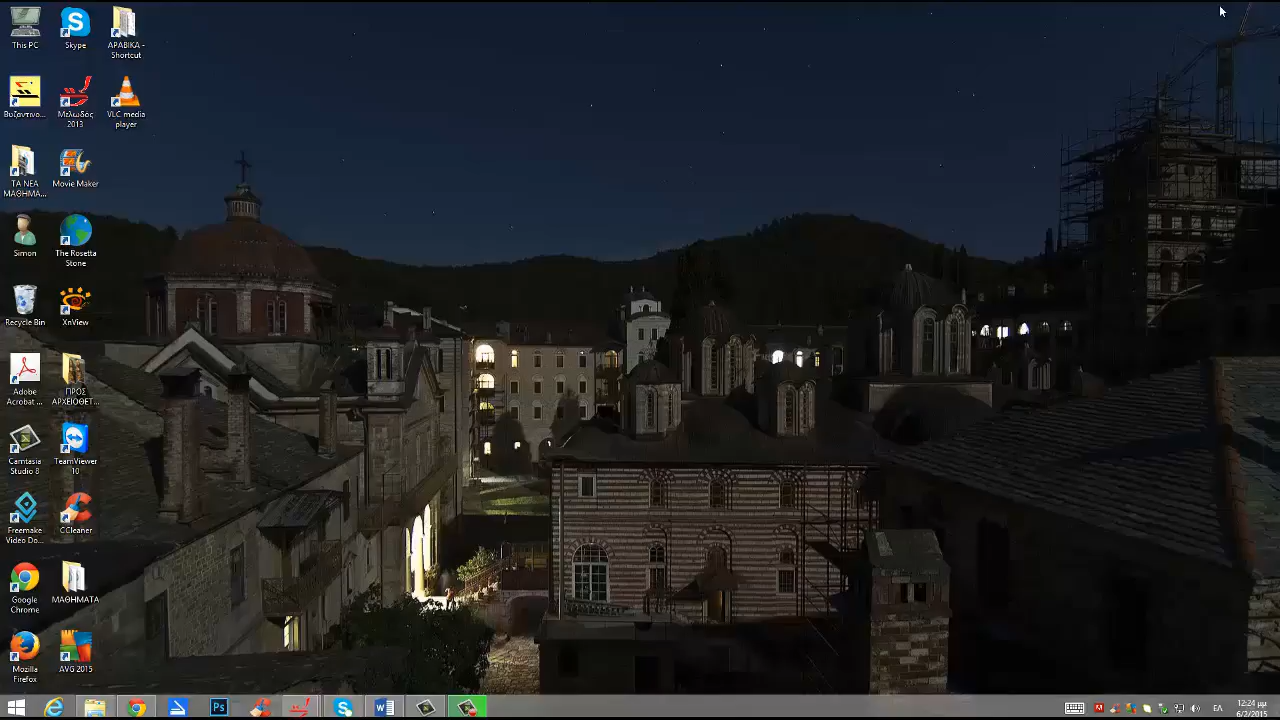 This PC
Skype
ΑΡΑΒΙΚΑ -
Shortcut
Βυζαντινο...
Μελωδός
2013
VLC media
player
ΤΑ ΝΕΑ
ΜΑΘΗΜΑ...
Movie Maker
Simon
The Rosetta
Stone
Recycle Bin
XnView
Adobe
Acrobat ...
ΠΡΟΣ
ΑΡΧΕΙΟΘΕΤ...
Camtasia
Studio 8
TeamViewer
10
Freemake
Video Do...
CCleaner
Google
Chrome
ΜΑΘΗΜΑΤΑ
Mozilla
Firefox
AVG 2015
Ps
ΕΛ
12:24 μμ
6/2/2015